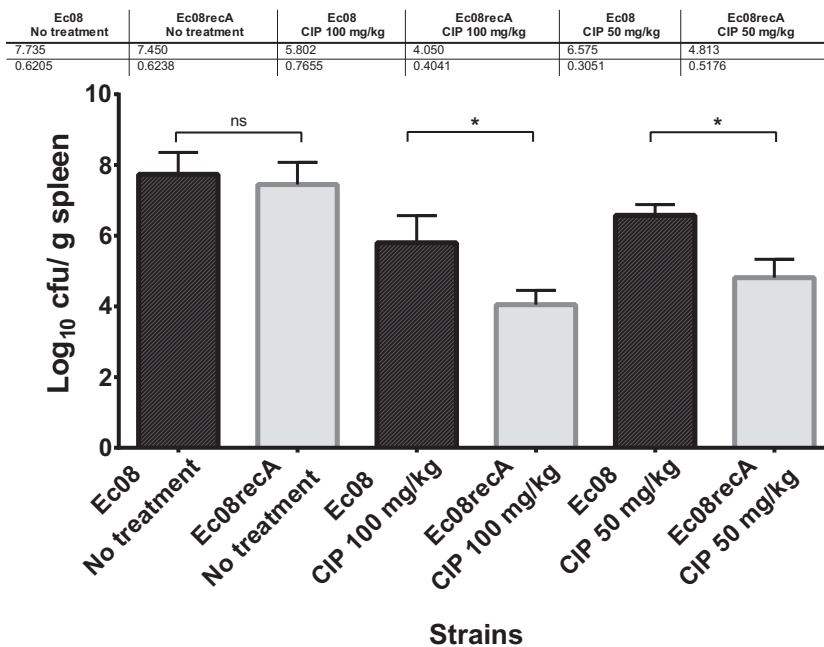 Ec08 Ec08recA Ec08 Ec08recA Ec08 Ec08recA
No treatment No treatment CIP 100 mg/kg CIP 100 mg/kg CIP 50 mg/kg CIP 50 mg/kg
7.735 7.450 5.802 4.050 6.575 4.813
0.6205 0.6238 0.7655 0.4041 0.3051 0.5176
10
8
6
4
2
0
Log10 cfu/ g spleen
ns * *
Ec08
No treatment
Ec08recA
No treatment
Ec08
CIP 100 mg/kg
Ec08recA
CIP 100 mg/kg
Ec08
CIP 50 mg/kg
Ec08recA
CIP 50 mg/kg
Strains